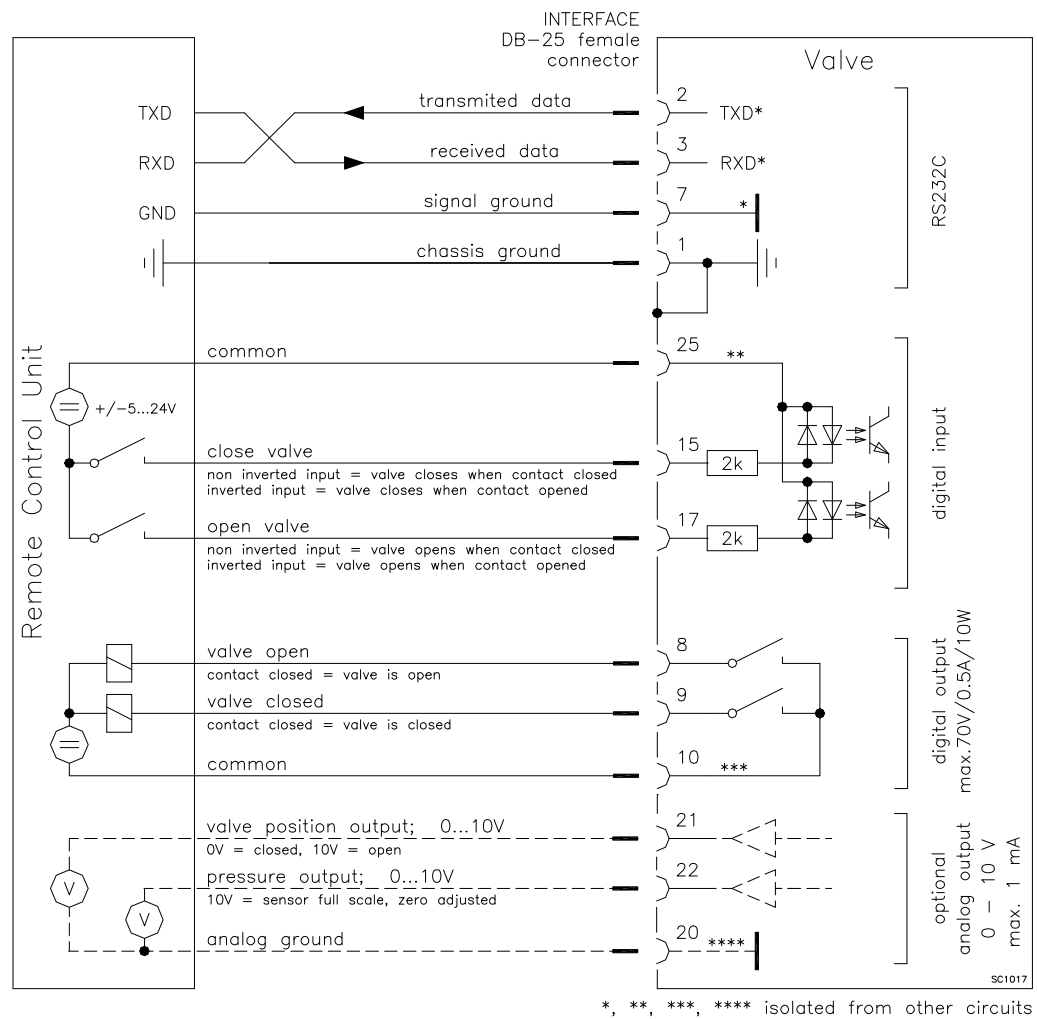 INTERFACE
DB-25 female
connector
Valve
TXD
transmited data
2
TXD*
RXD
received data
3
RXD*
GND
signal ground
7
*
chassis ground
1
RS232C
Remote Control Unit
common
25
**
+/-5...24V
close valve
15
2k
non inverted input = valve closes when contact closed
inverted input = valve closes when contact opened
open valve
17
2k
non inverted input = valve opens when contact closed
inverted input = valve opens when contact opened
digital input
valve open
8
contact closed = valve is open
valve closed
9
contact closed = valve is closed
common
10
***
digital output
max.70V/0.5A/10W
valve position output; 0...10V
21
0V = closed, 10V = open
V
pressure output; 0...10V
22
10V = sensor full scale, zero adjusted
V
analog ground
20
****
optional
analog output
0 - 10 V
max. 1 mA
SC1017
*, **, ***, **** isolated from other circuits